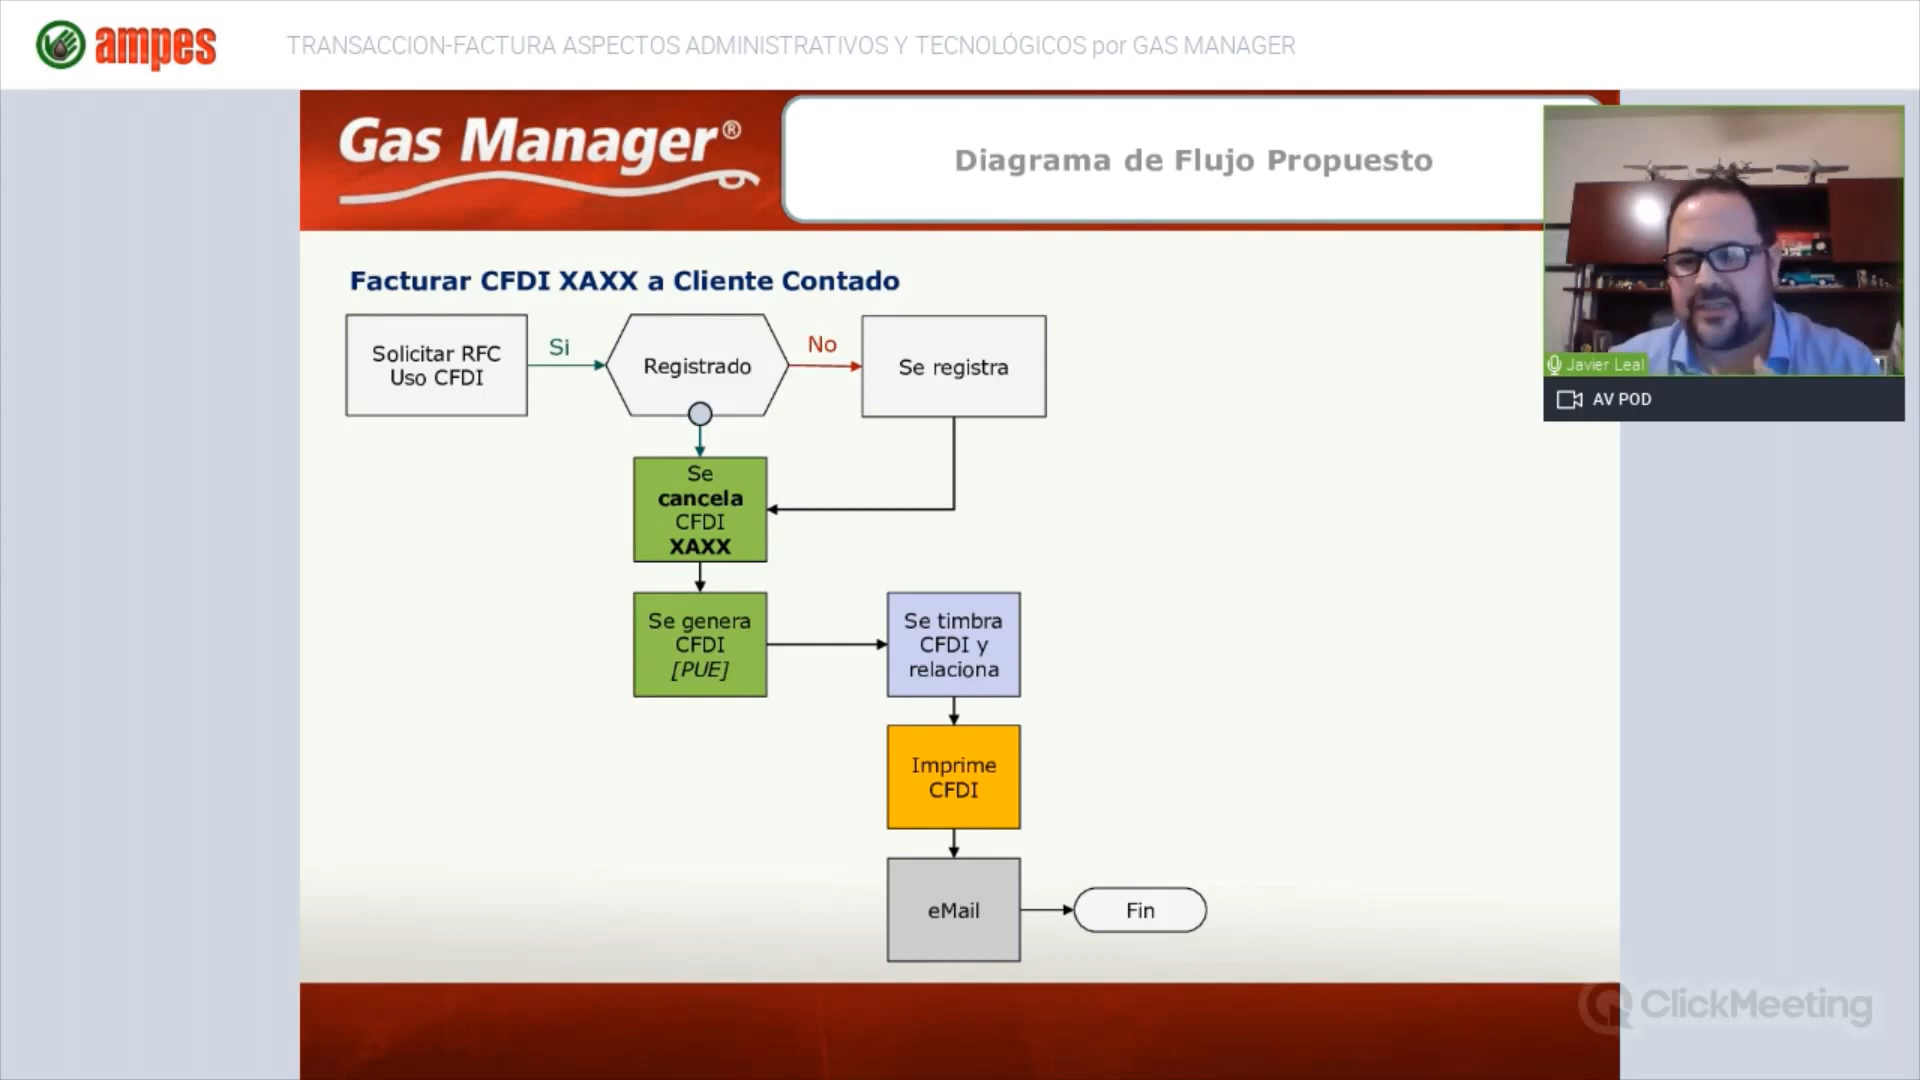 ampes
TRANSACCION-FACTURA ASPECTOS ADMINISTRATIVOS Y TECNOLÓGICOS por GAS MANAGER
Gas Manager®
Diagrama de Flujo Propuesto
Facturar CFDI XAXX a Cliente Contado
Solicitar RFC
Uso CFDI
Si
Registrado
No
Se registra
Se
cancela
CFDI
XAXX
Se genera
CFDI
[PUE]
Se timbra
CFDI y
relaciona
Imprime
CFDI
eMail
Fin
Javier Leal
AV POD
ClickMeeting